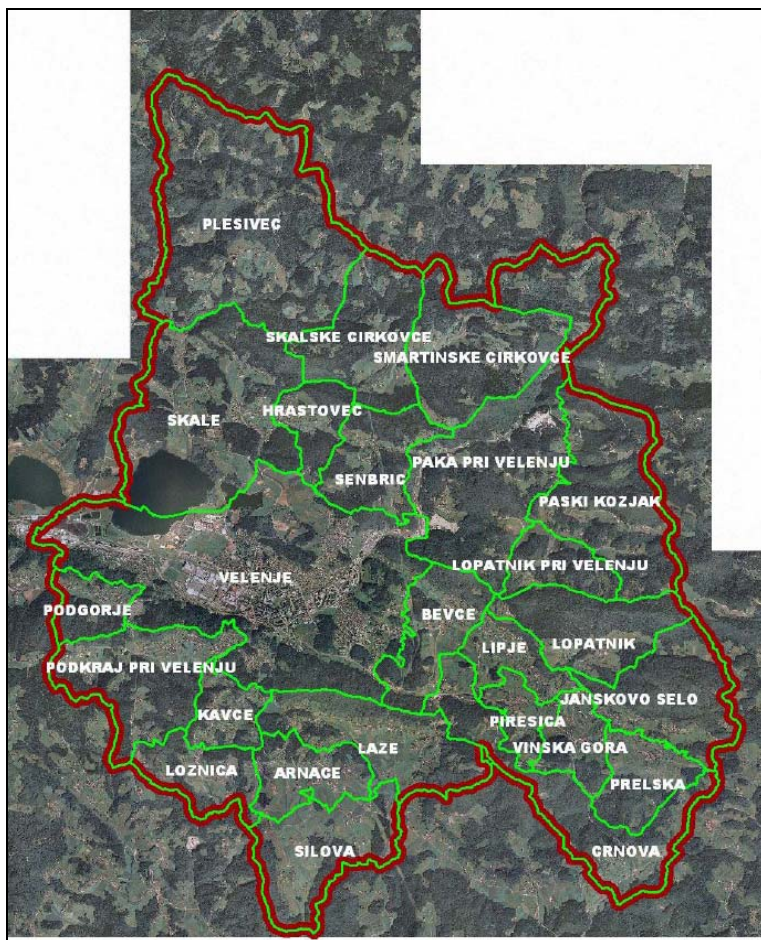 PLESIVEC
SKALSKE CIRKOVCE
SMARTINSKE CIRKOVCE
SKALE
HRASTOVEC
SENBRIC
PAKA PRI VELENJU
PASKI KOZJAK
VELENJE
LOPATNIK PRI VELENJU
PODGORJE
BEVCE
LIPJE
LOPATNIK
PODKRAJ PRI VELENJU
KAVCE
JANSKOVO SELO
PIRESICA
VINSKA GORA
LAZE
LOZNICA
ARNACE
PRELSKA
SILOVA
CRNOVA